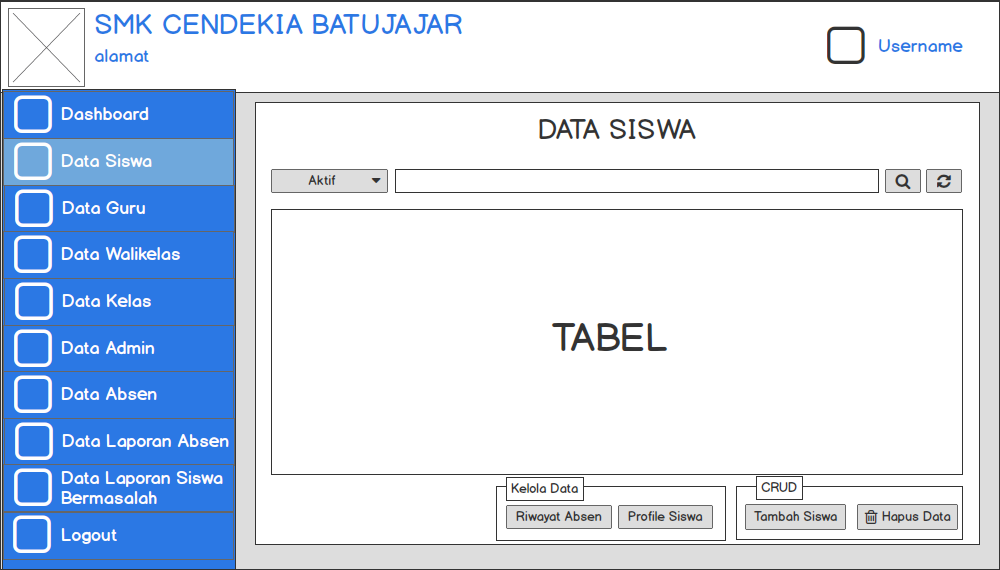 SMK CENDEKIA BATUJAJAR
alamat
Username
Dashboard
Data Siswa
Data Guru
Data Walikelas
Data Kelas
Data Admin
Data Absen
Data Laporan Absen
Data Laporan Siswa
Bermasalah
Logout
DATA SISWA
Aktif
TABEL
Kelola Data
Riwayat Absen
Profile Siswa
CRUD
Tambah Siswa
Hapus Data